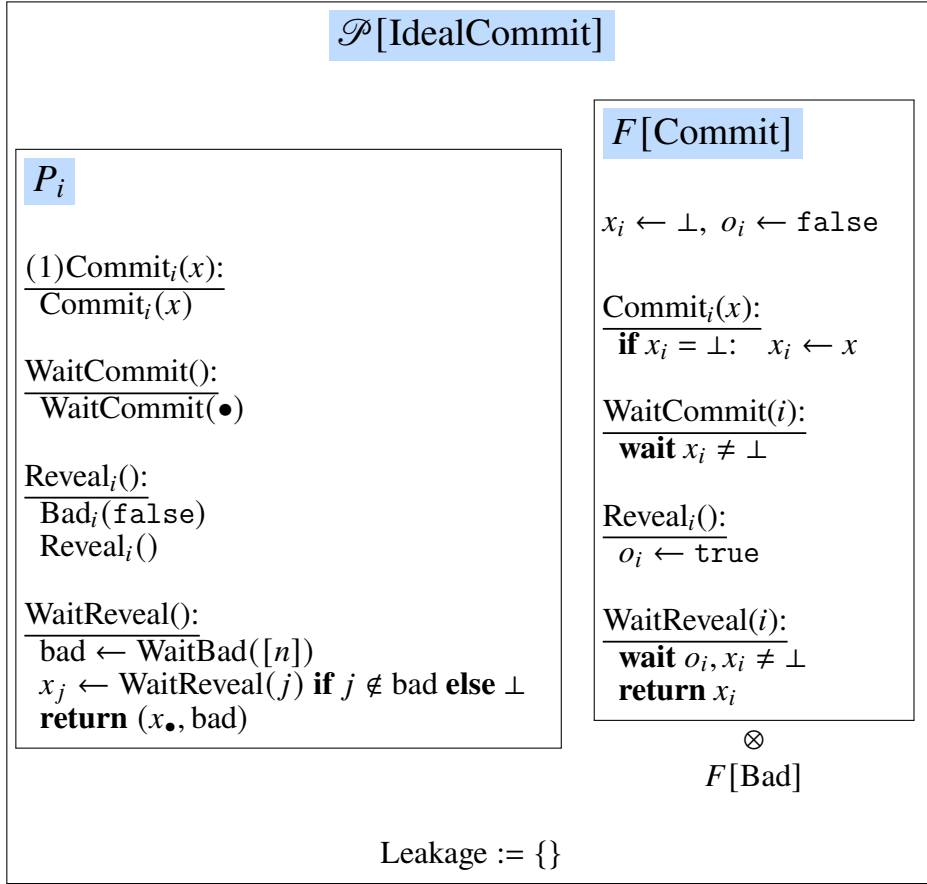 𝒫[IdealCommit]
P_i
(1)Commit_i(x):
Commit_i(x)
WaitCommit():
WaitCommit(•)
Reveal_i():
Bad_i(false)
Reveal_i()
WaitReveal():
bad ← WaitBad([n])
x_j ← WaitReveal(j) if j ∉ bad else ⊥
return (x_•, bad)
F[Commit]
x_i ← ⊥, o_i ← false
Commit_i(x):
if x_i = ⊥: x_i ← x
WaitCommit(i):
wait x_i ≠ ⊥
Reveal_i():
o_i ← true
WaitReveal(i):
wait o_i, x_i ≠ ⊥
return x_i
⊗
F[Bad]
Leakage := {}